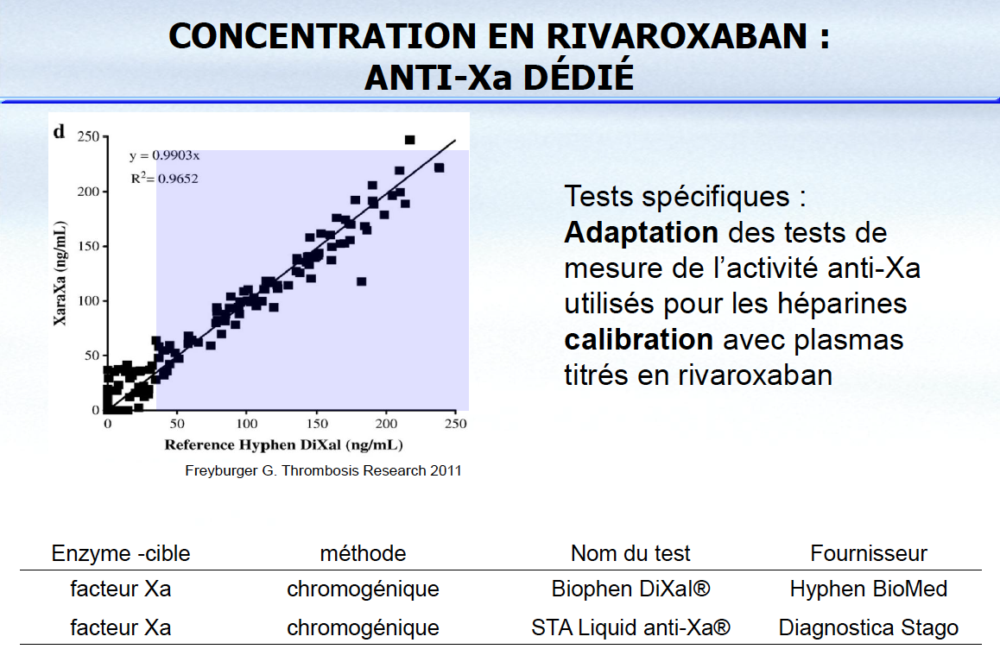 CONCENTRATION EN RIVAROXABAN :
ANTI-Xa DÉDIÉ
d
y = 0.9903x
R²= 0.9652
250
200
150
100
50
0
XaraXa (ng/mL)
0 50 100 150 200 250
Reference Hyphen DiXal (ng/mL)
Freyburger G. Thrombosis Research 2011
Tests spécifiques :
Adaptation des tests de
mesure de l’activité anti-Xa
utilisés pour les héparines
calibration avec plasmas
titrés en rivaroxaban
Enzyme -cible méthode Nom du test Fournisseur
facteur Xa chromogénique Biophen DiXal® Hyphen BioMed
facteur Xa chromogénique STA Liquid anti-Xa® Diagnostica Stago